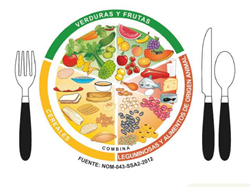 VERDURAS Y FRUTAS
CEREALES
LEGUMINOSAS Y ALIMENTOS DE ORIGEN ANIMAL
COMBINA
FUENTE: NOM-043-SSA2-2012